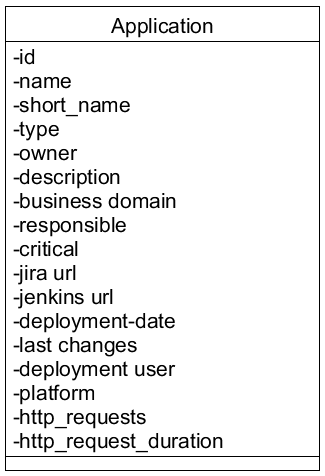 Application
-id
-name
-short_name
-type
-owner
-description
-business domain
-responsible
-critical
-jira url
-jenkins url
-deployment-date
-last changes
-deployment user
-platform
-http_requests
-http_request_duration